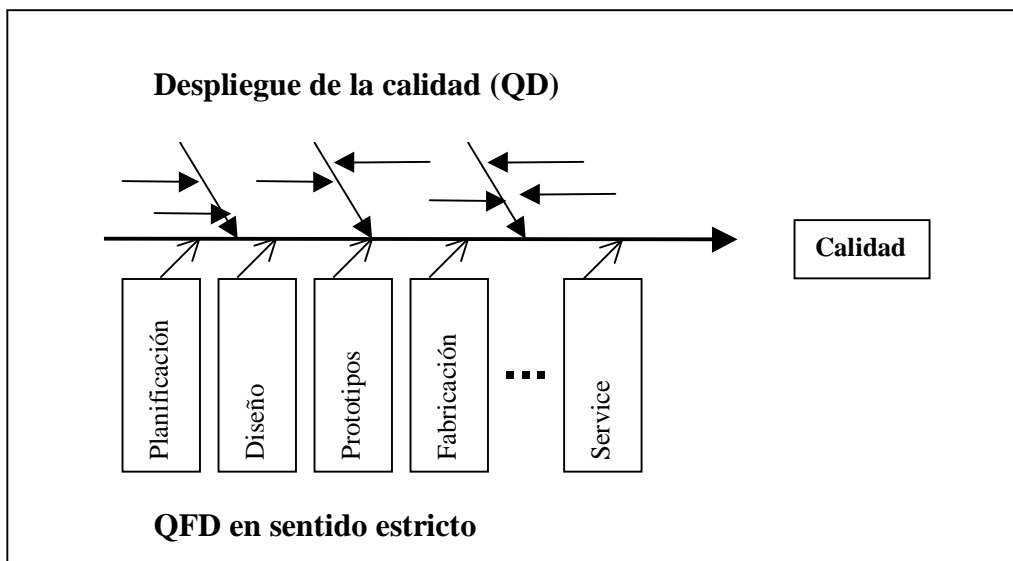 Despliegue de la calidad (QD)
Calidad
Planificación
Diseño
Prototipos
Fabricación
...
Service
QFD en sentido estricto